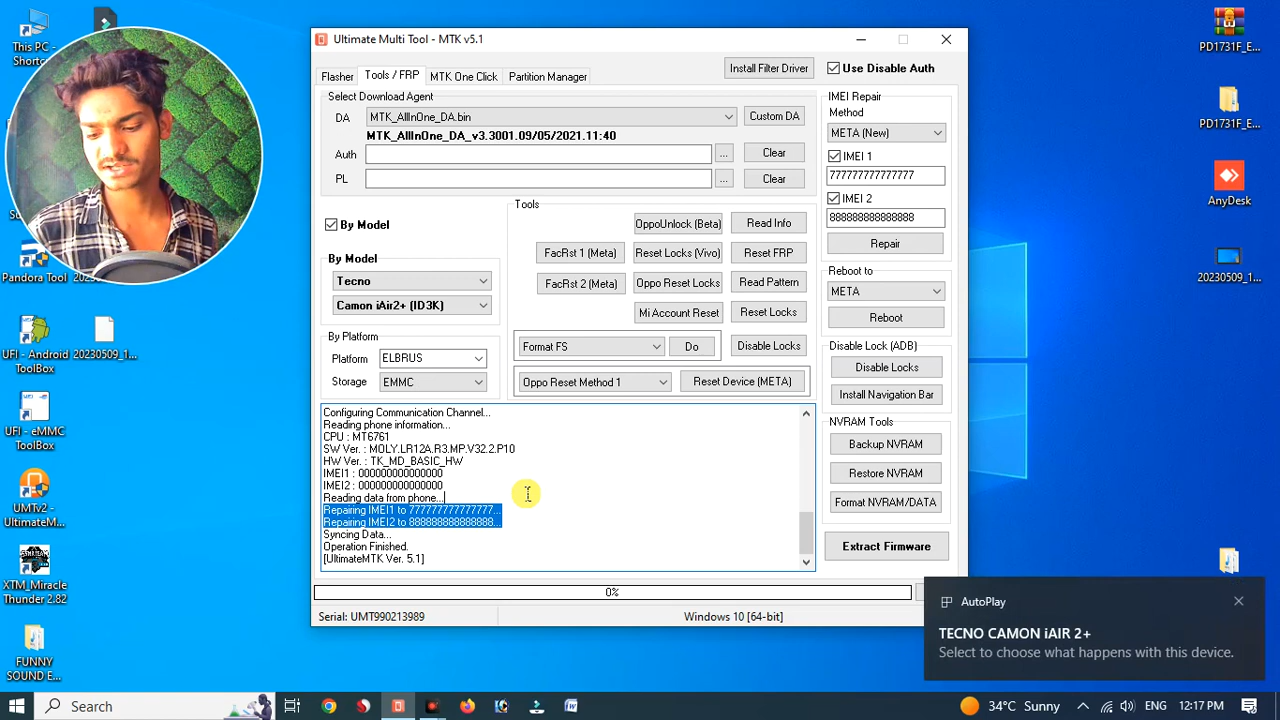 This PC -
Shortc...
Pandora Tool
20230509_1...
UFI - Android
ToolBox
20230509_1...
UFI - eMMC
ToolBox
UMTv2 -
UltimateM...
XTM_Miracle
Thunder 2.82
FUNNY
SOUND E...
PD1731F_E...
PD1731F_E...
AnyDesk
20230509_1...
Ultimate Multi Tool - MTK v5.1
Flasher
Tools / FRP
MTK One Click
Partition Manager
Install Filter Driver
Use Disable Auth
Select Download Agent
DA
MTK_AllInOne_DA.bin
Custom DA
MTK_AllInOne_DA_v3.3001.09/05/2021.11:40
Auth
...
Clear
PL
...
Clear
By Model
By Model
Tecno
Camon iAir2+ (ID3K)
By Platform
Platform
ELBRUS
Storage
EMMC
Tools
OppoUnlock (Beta)
Read Info
FacRst 1 (Meta)
Reset Locks (Vivo)
Reset FRP
FacRst 2 (Meta)
Oppo Reset Locks
Read Pattern
Mi Account Reset
Reset Locks
Format FS
Do
Disable Locks
Oppo Reset Method 1
Reset Device (META)
IMEI Repair
Method
META (New)
IMEI 1
777777777777777
IMEI 2
888888888888888
Repair
Reboot to
META
Reboot
Disable Lock (ADB)
Disable Locks
Install Navigation Bar
NVRAM Tools
Backup NVRAM
Restore NVRAM
Format NVRAM/DATA
Extract Firmware
Configuring Communication Channel...
Reading phone information...
CPU : MT6761
SW Ver. : MOLY.LR12A.R3.MP.V32.2.P10
HW Ver. : TK_MD_BASIC_HW
IMEI1 : 000000000000000
IMEI2 : 000000000000000
Reading data from phone...
Repairing IMEI1 to 777777777777777...
Repairing IMEI2 to 888888888888888...
Syncing Data...
Operation Finished.
[UltimateMTK Ver. 5.1]
0%
Serial: UMT990213989
Windows 10 [64-bit]
AutoPlay
TECNO CAMON iAIR 2+
Select to choose what happens with this device.
Search
34°C Sunny
ENG
12:17 PM